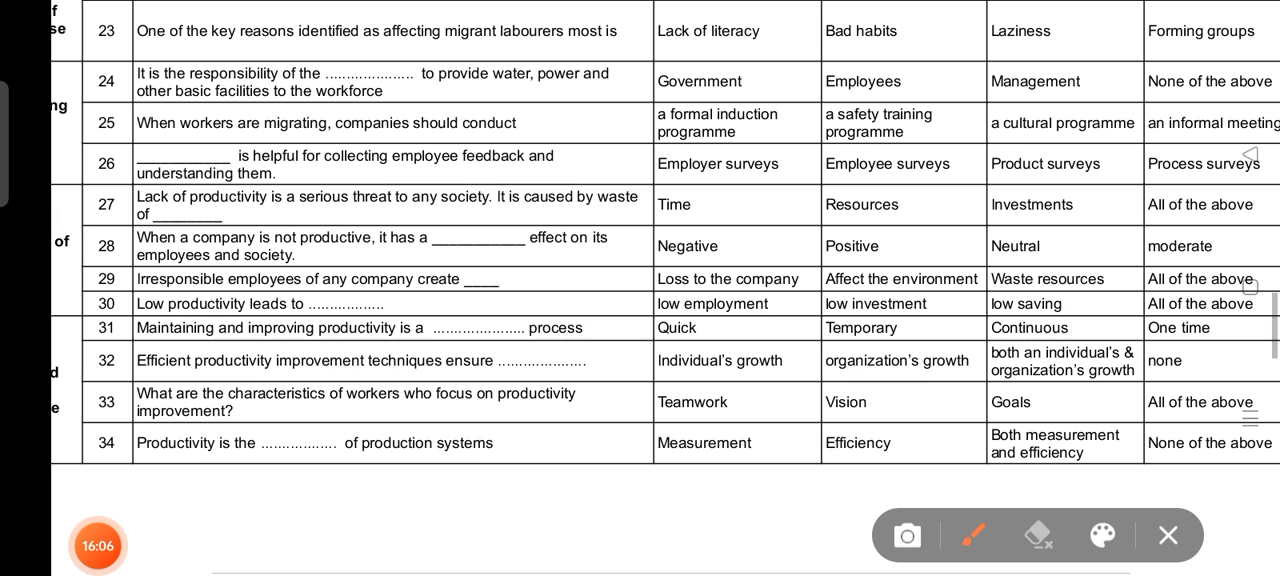 f
se
23 One of the key reasons identified as affecting migrant labourers most is Lack of literacy Bad habits Laziness Forming groups
ng
24 It is the responsibility of the ..................... to provide water, power and
other basic facilities to the workforce Government Employees Management None of the above
25 When workers are migrating, companies should conduct a formal induction
programme a safety training
programme a cultural programme an informal meeting
26 ___________ is helpful for collecting employee feedback and
understanding them. Employer surveys Employee surveys Product surveys Process surveys
of
27 Lack of productivity is a serious threat to any society. It is caused by waste
of ________ Time Resources Investments All of the above
28 When a company is not productive, it has a ___________ effect on its
employees and society. Negative Positive Neutral moderate
29 Irresponsible employees of any company create ____ Loss to the company Affect the environment Waste resources All of the above
30 Low productivity leads to .................. low employment low investment low saving All of the above
d
e
31 Maintaining and improving productivity is a ...................... process Quick Temporary Continuous One time
32 Efficient productivity improvement techniques ensure ..................... Individual's growth organization's growth both an individual's &
organization's growth none
33 What are the characteristics of workers who focus on productivity
improvement? Teamwork Vision Goals All of the above
34 Productivity is the .................. of production systems Measurement Efficiency Both measurement
and efficiency None of the above
16:06